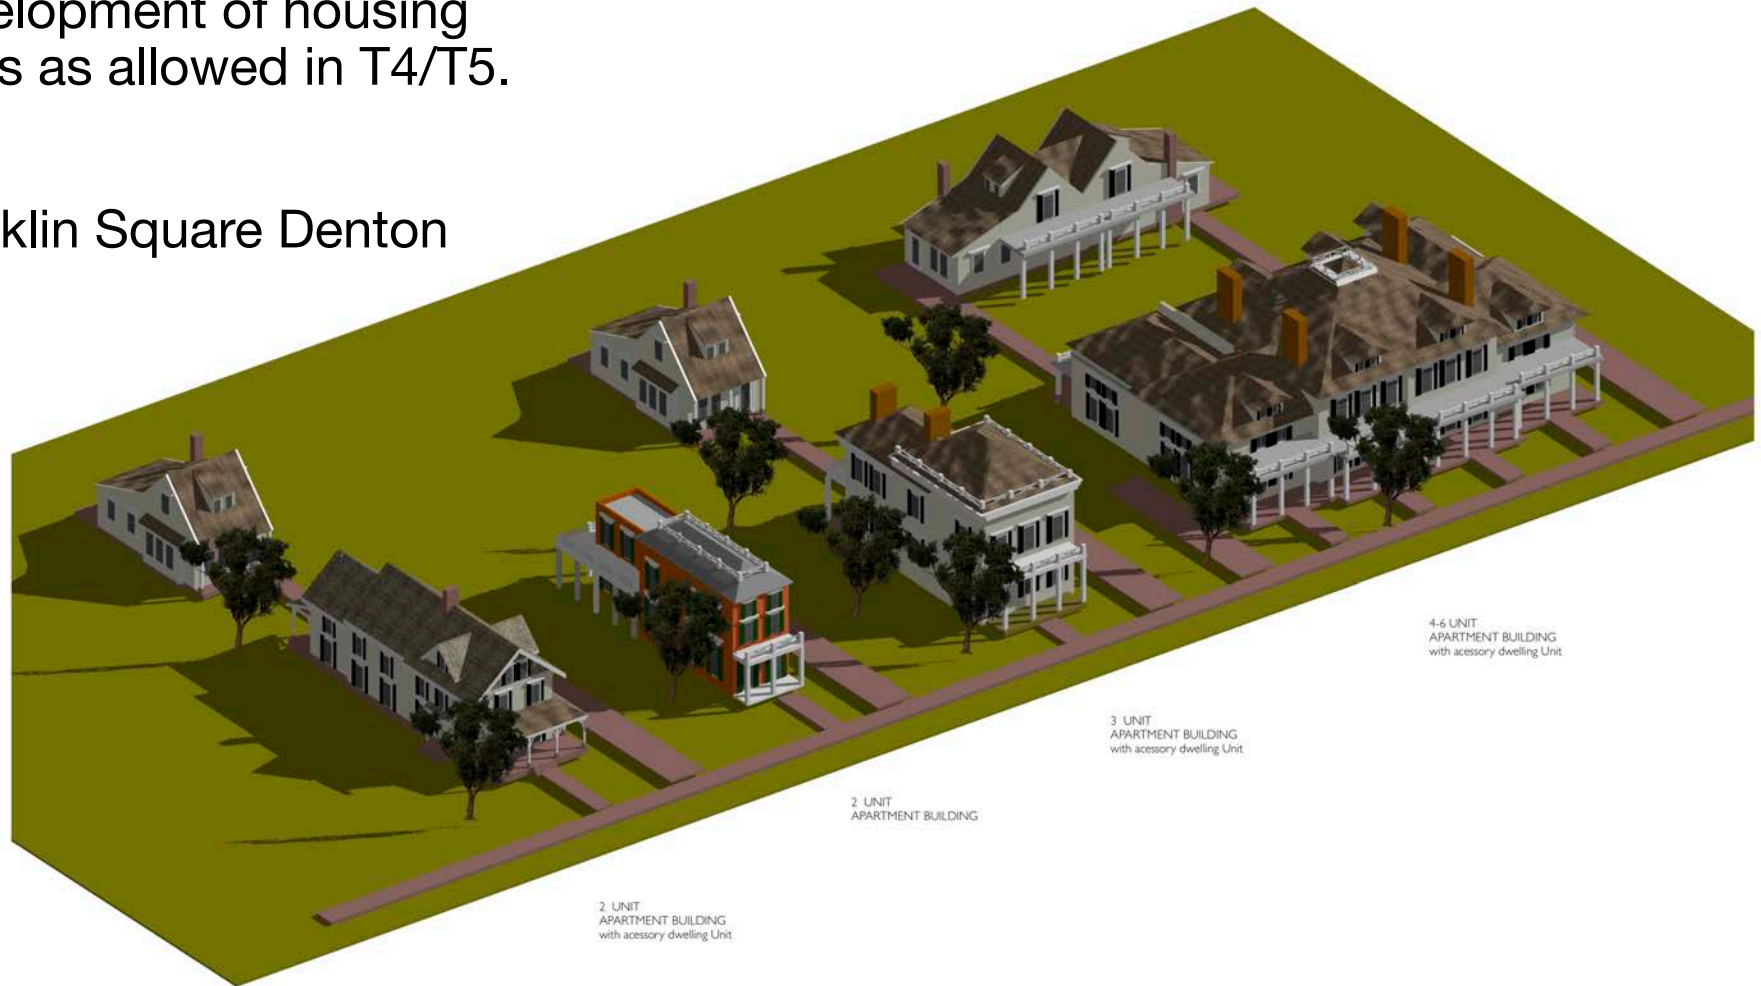 elopment of housing
s as allowed in T4/T5.
klin Square Denton
4-6 UNIT
APARTMENT BUILDING
with acessory dwelling Unit
3 UNIT
APARTMENT BUILDING
with acessory dwelling Unit
2 UNIT
APARTMENT BUILDING
2 UNIT
APARTMENT BUILDING
with acessory dwelling Unit